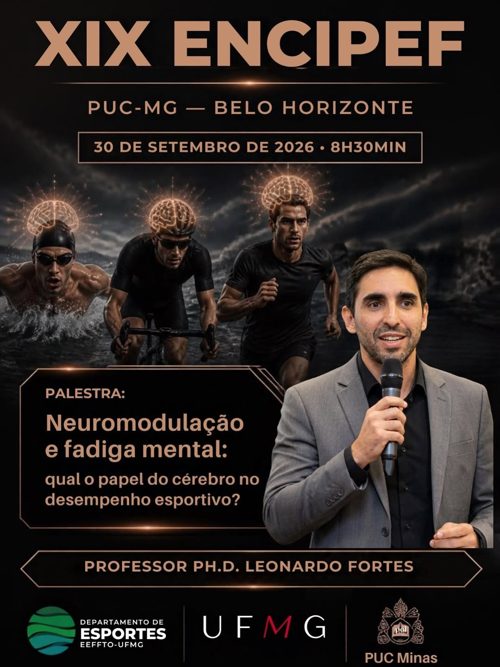 XIX ENCIPEF
PUC-MG — BELO HORIZONTE
30 DE SETEMBRO DE 2026 • 8H30MIN
PALESTRA:
Neuromodulação
e fadiga mental:
qual o papel do cérebro no
desempenho esportivo?
PROFESSOR PH.D. LEONARDO FORTES
DEPARTAMENTO DE
ESPORTES
EEFFTO-UFMG
UFMG
PUC Minas